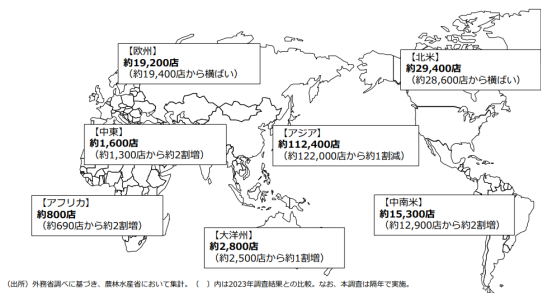 【欧州】
約19,200店
（約19,400店から横ばい）
【北米】
約29,400店
（約28,600店から横ばい）
【中東】
約1,600店
（約1,300店から約2割増）
【アジア】
約112,400店
（約122,000店から約1割減）
【アフリカ】
約800店
（約690店から約2割増）
【大洋州】
約2,800店
（約2,500店から約1割増）
【中南米】
約15,300店
（約12,900店から約2割増）
（出所）外務省調べに基づき、農林水産省において集計。（　）内は2023年調査結果との比較。なお、本調査は隔年で実施。